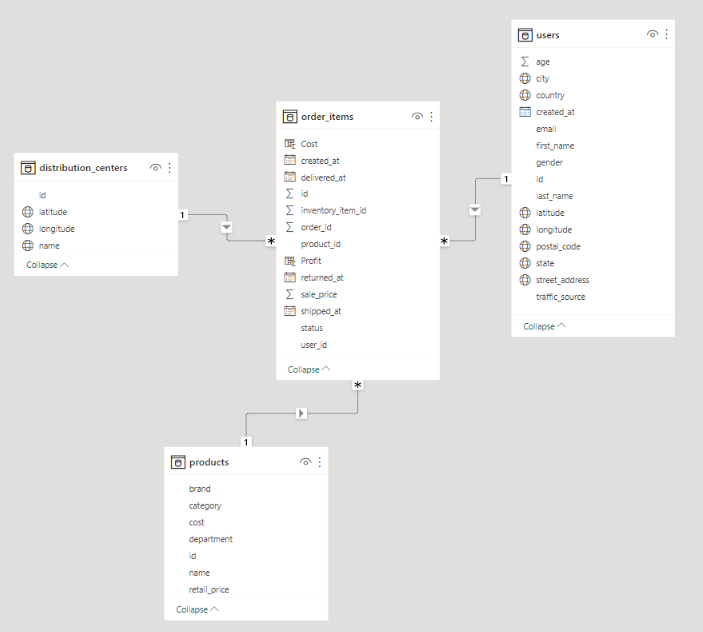 users
age
city
country
created_at
email
first_name
gender
id
last_name
latitude
longitude
postal_code
state
street_address
traffic_source
Collapse
order_items
Cost
created_at
delivered_at
id
inventory_item_id
order_id
product_id
Profit
returned_at
sale_price
shipped_at
status
user_id
Collapse
distribution_centers
id
latitude
longitude
name
Collapse
1
*
1
*
*
1
products
brand
category
cost
department
id
name
retail_price
Collapse